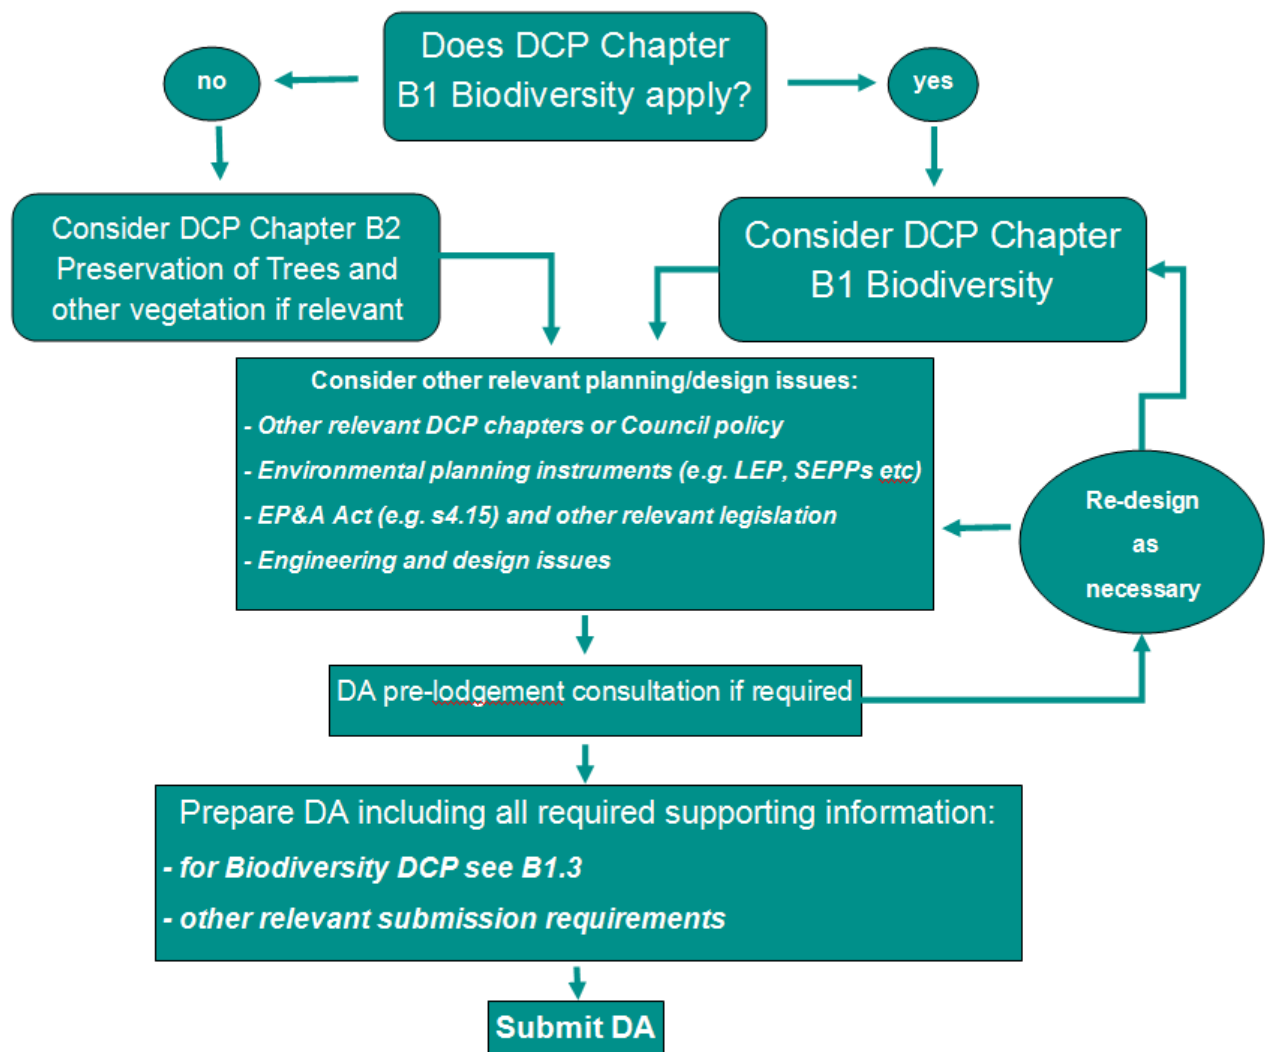 Does DCP Chapter
B1 Biodiversity apply?
no
yes
Consider DCP Chapter B2
Preservation of Trees and
other vegetation if relevant
Consider DCP Chapter
B1 Biodiversity
Consider other relevant planning/design issues:
- Other relevant DCP chapters or Council policy
- Environmental planning instruments (e.g. LEP, SEPPs etc)
- EP&A Act (e.g. s4.15) and other relevant legislation
- Engineering and design issues
Re-design
as
necessary
DA pre-lodgement consultation if required
Prepare DA including all required supporting information:
- for Biodiversity DCP see B1.3
- other relevant submission requirements
Submit DA